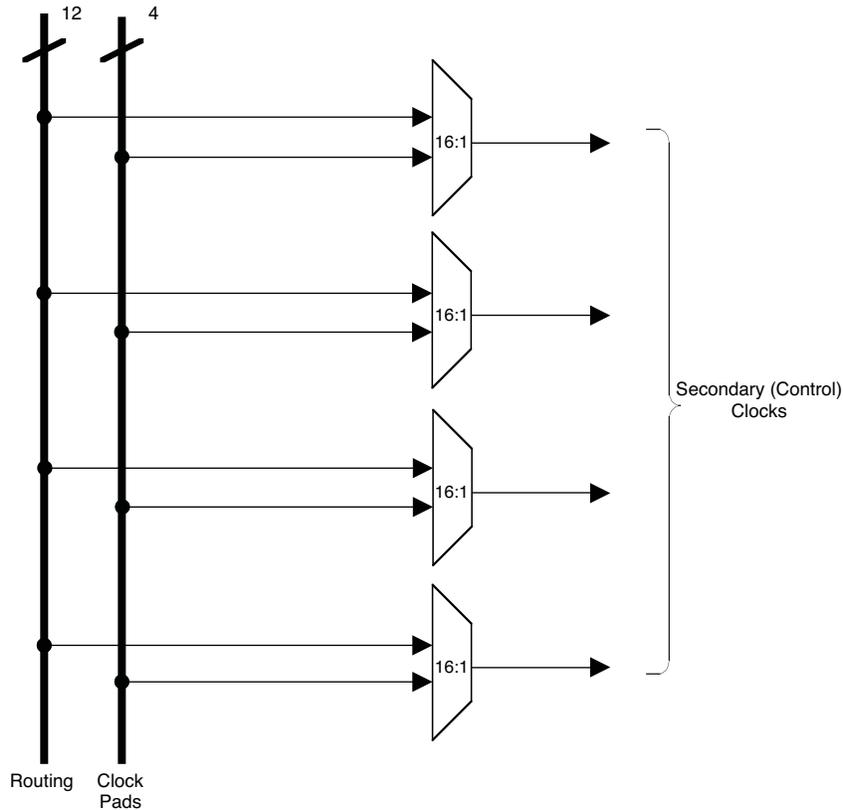 12
4
16:1
16:1
Secondary (Control)
Clocks
16:1
16:1
Routing
Clock
Pads